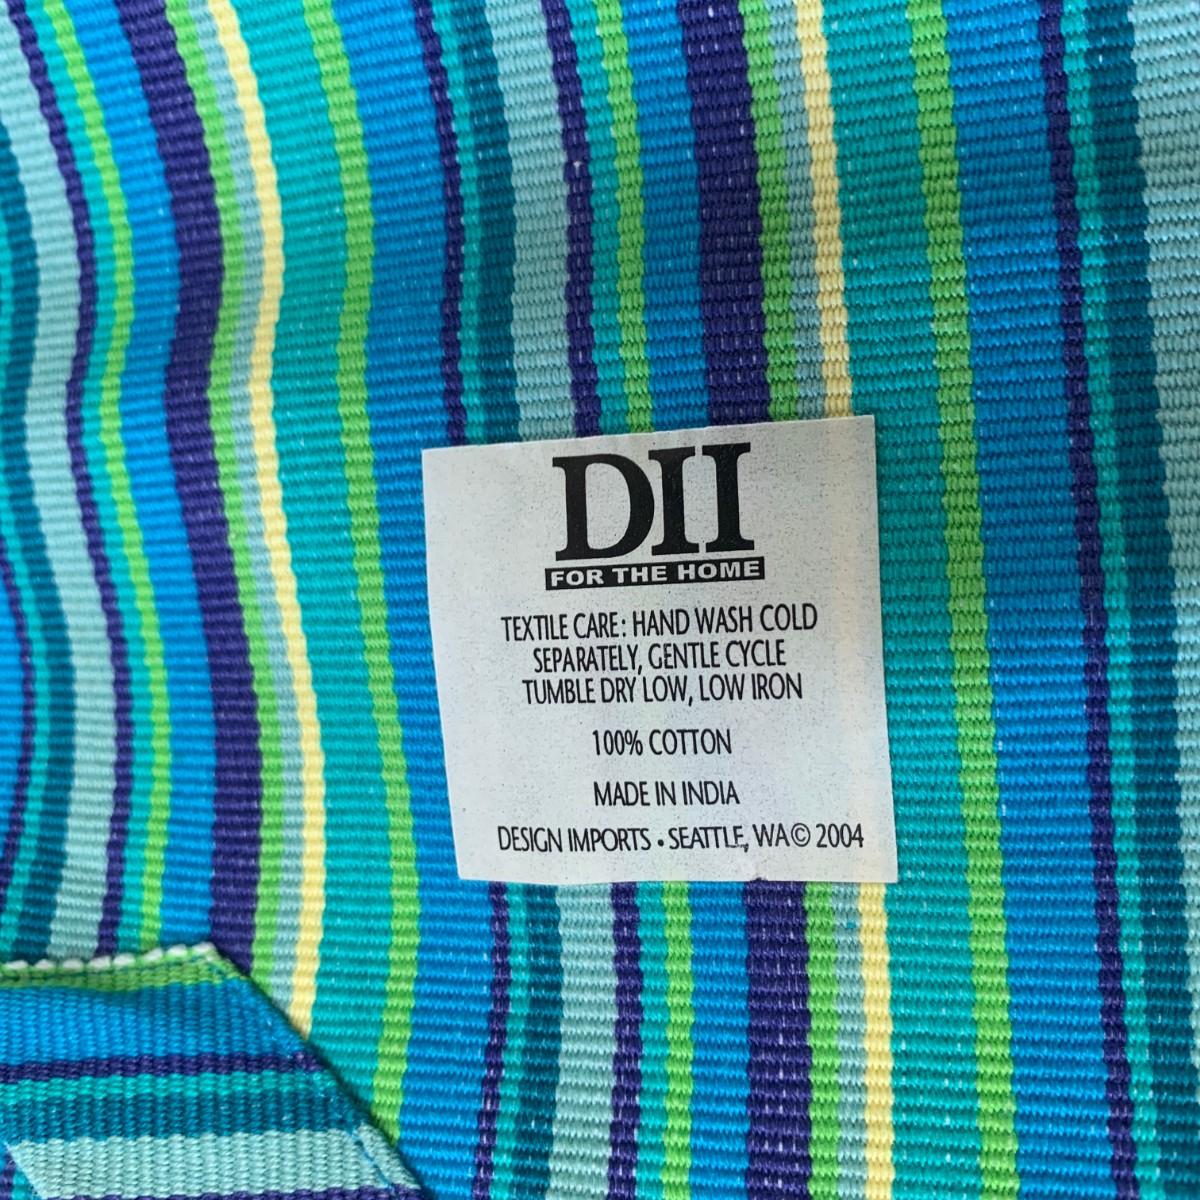 DII
FOR THE HOME
TEXTILE CARE: HAND WASH COLD
SEPARATELY, GENTLE CYCLE
TUMBLE DRY LOW, LOW IRON
100% COTTON
MADE IN INDIA
DESIGN IMPORTS • SEATTLE, WA© 2004